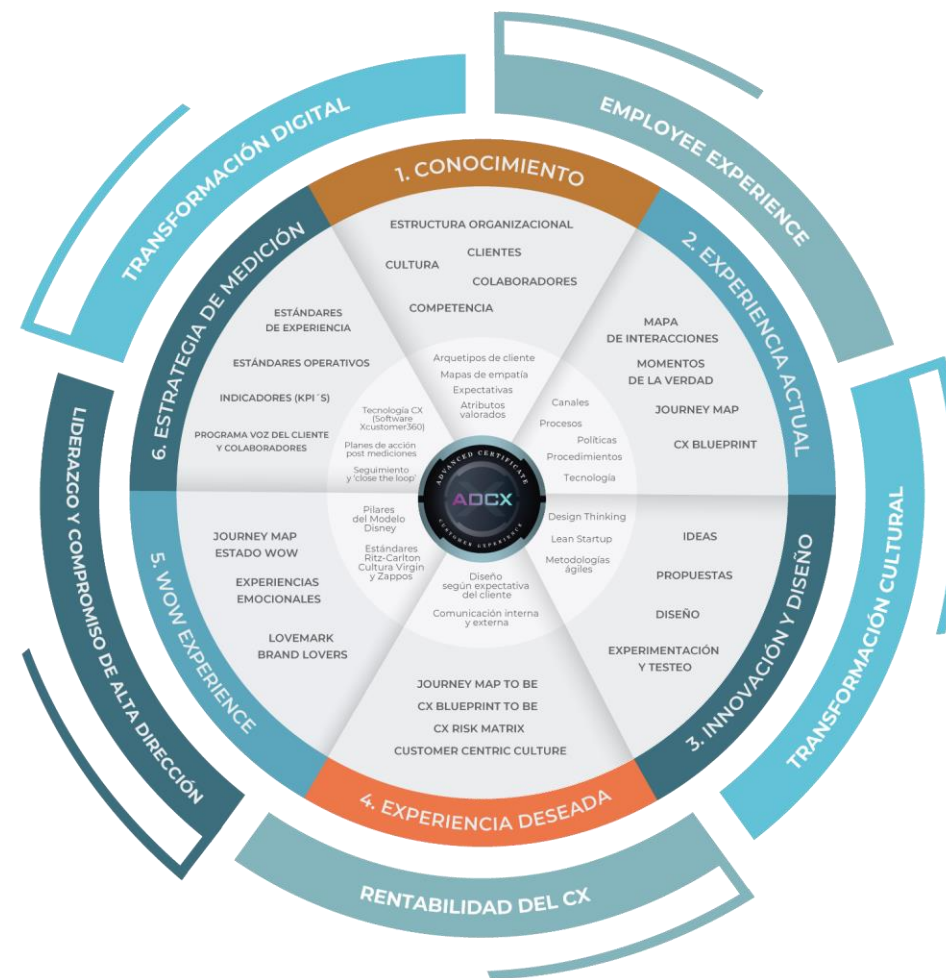 TRANSFORMACIÓN DIGITAL
EMPLOYEE EXPERIENCE
TRANSFORMACIÓN CULTURAL
RENTABILIDAD DEL CX
LIDERAZGO Y COMPROMISO DE ALTA DIRECCIÓN
1. CONOCIMIENTO
ESTRUCTURA ORGANIZACIONAL
CLIENTES
CULTURA
COLABORADORES
COMPETENCIA
Arquetipos de cliente
Mapas de empatía
Expectativas
Atributos
valorados
2. EXPERIENCIA ACTUAL
MAPA
DE INTERACCIONES
MOMENTOS
DE LA VERDAD
JOURNEY MAP
CX BLUEPRINT
Canales
Procesos
Políticas
Procedimientos
Tecnología
3. INNOVACIÓN Y DISEÑO
IDEAS
PROPUESTAS
DISEÑO
EXPERIMENTACIÓN
Y TESTEO
Design Thinking
Lean Startup
Metodologías
ágiles
4. EXPERIENCIA DESEADA
Diseño
según expectativa
del cliente
Comunicación interna
y externa
JOURNEY MAP TO BE
CX BLUEPRINT TO BE
CX RISK MATRIX
CUSTOMER CENTRIC CULTURE
5. WOW EXPERIENCE
JOURNEY MAP
ESTADO WOW
EXPERIENCIAS
EMOCIONALES
LOVEMARK
BRAND LOVERS
Pilares
del Modelo
Disney
Estándares
Ritz-Carlton
Cultura Virgin
y Zappos
6. ESTRATEGIA DE MEDICIÓN
ESTÁNDARES
DE EXPERIENCIA
ESTÁNDARES OPERATIVOS
INDICADORES (KPI´S)
PROGRAMA VOZ DEL CLIENTE
Y COLABORADORES
Tecnología CX
(Software
Xcustomer360)
Planes de acción
post mediciones
Seguimiento
y 'close the loop'
ADVANCED CERTIFICATE
ADCX
CUSTOMER EXPERIENCE